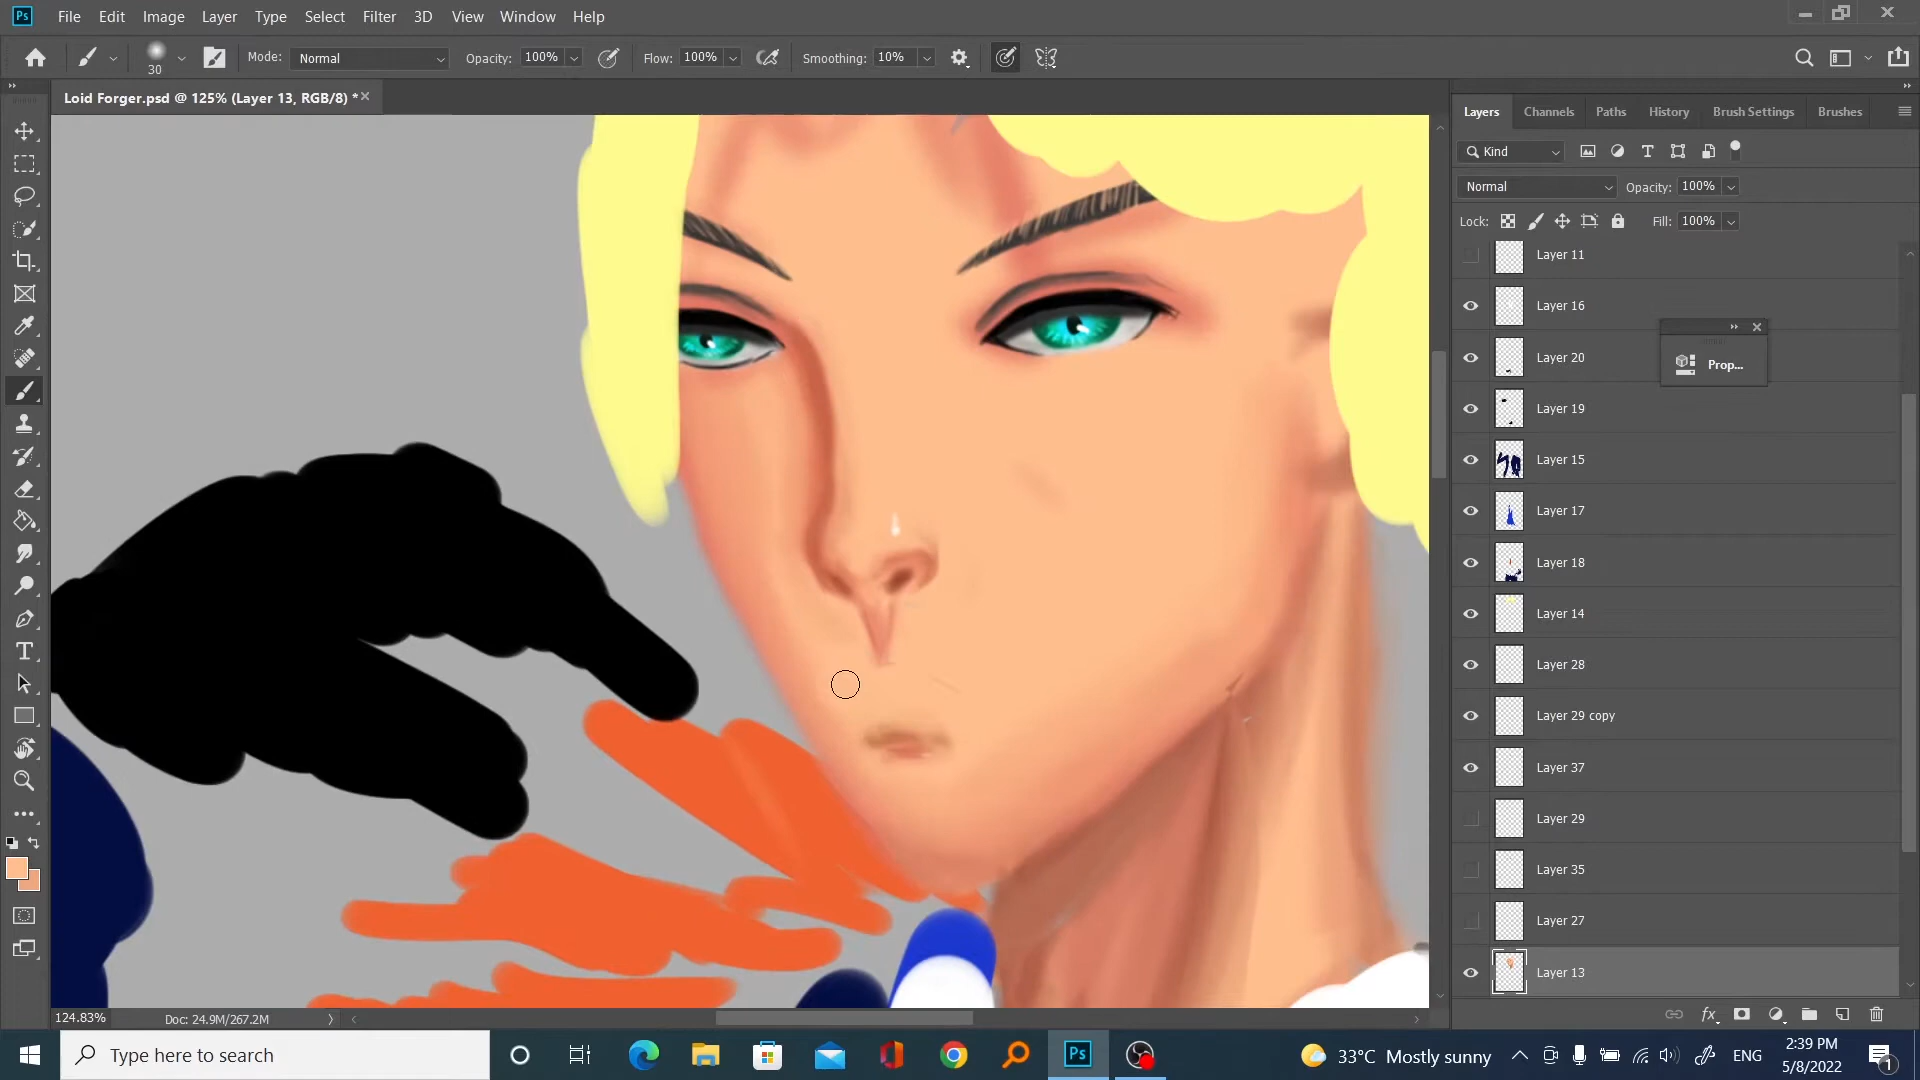 Ps File Edit Image Layer Type Select Filter 3D View Window Help
30 Mode: Normal Opacity: 100% Flow: 100% Smoothing: 10%
Loid Forger.psd @ 125% (Layer 13, RGB/8) *
Layers Channels Paths History Brush Settings Brushes
Kind
Normal Opacity: 100%
Lock: Fill: 100%
Layer 11
Layer 16
Layer 20
Prop...
Layer 19
Layer 15
Layer 17
Layer 18
Layer 14
Layer 28
Layer 29 copy
Layer 37
Layer 29
Layer 35
Layer 27
Layer 13
124.83% Doc: 24.9M/267.2M
Type here to search
Ps
33°C Mostly sunny
ENG
2:39 PM
5/8/2022
1